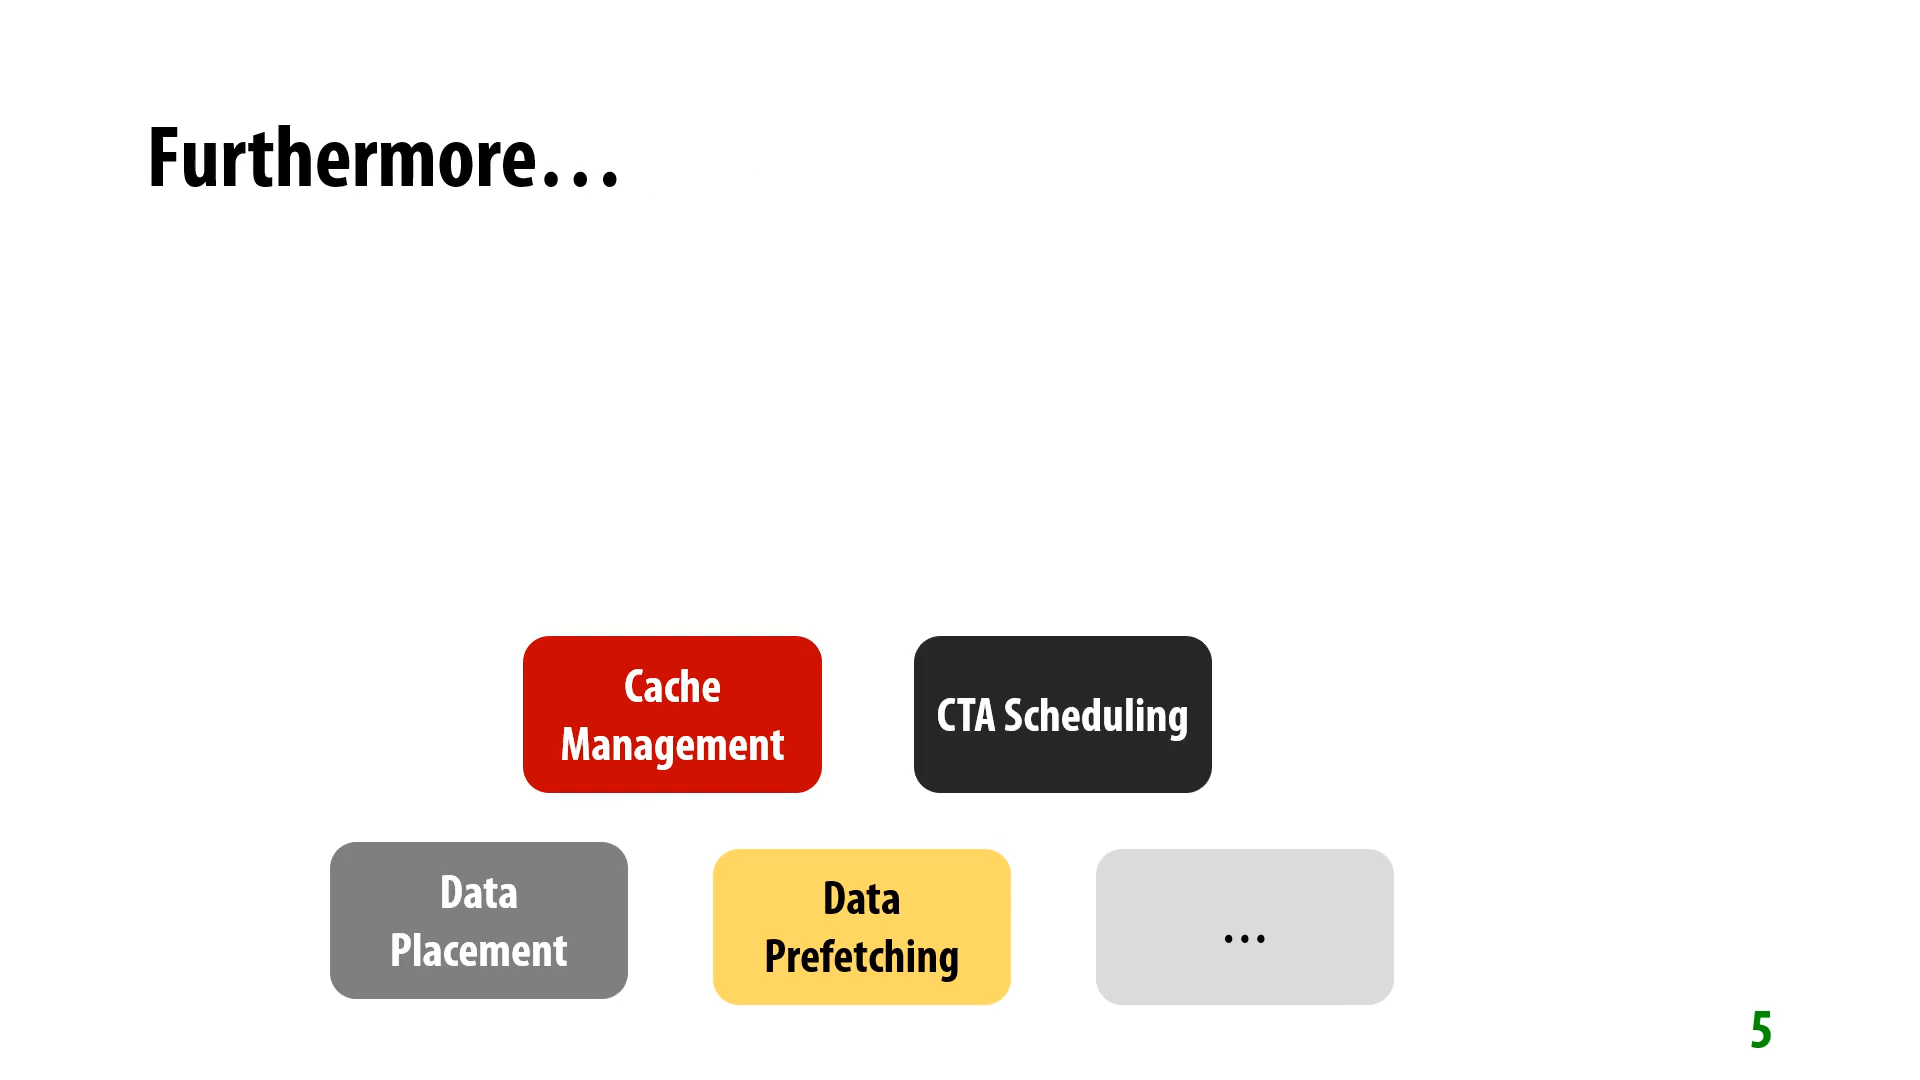 Furthermore…
Cache
Management
CTA Scheduling
Data
Placement
Data
Prefetching
…
5